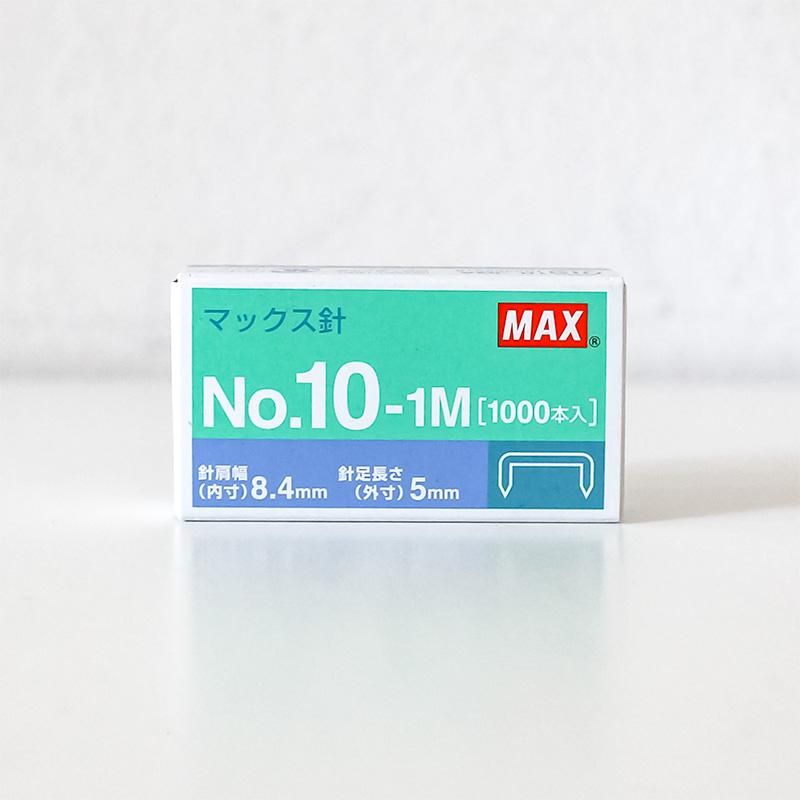 マックス針
MAX®
No.10-1M[1000本入]
針肩幅
(内寸)8.4mm
針足長さ
(外寸)5mm